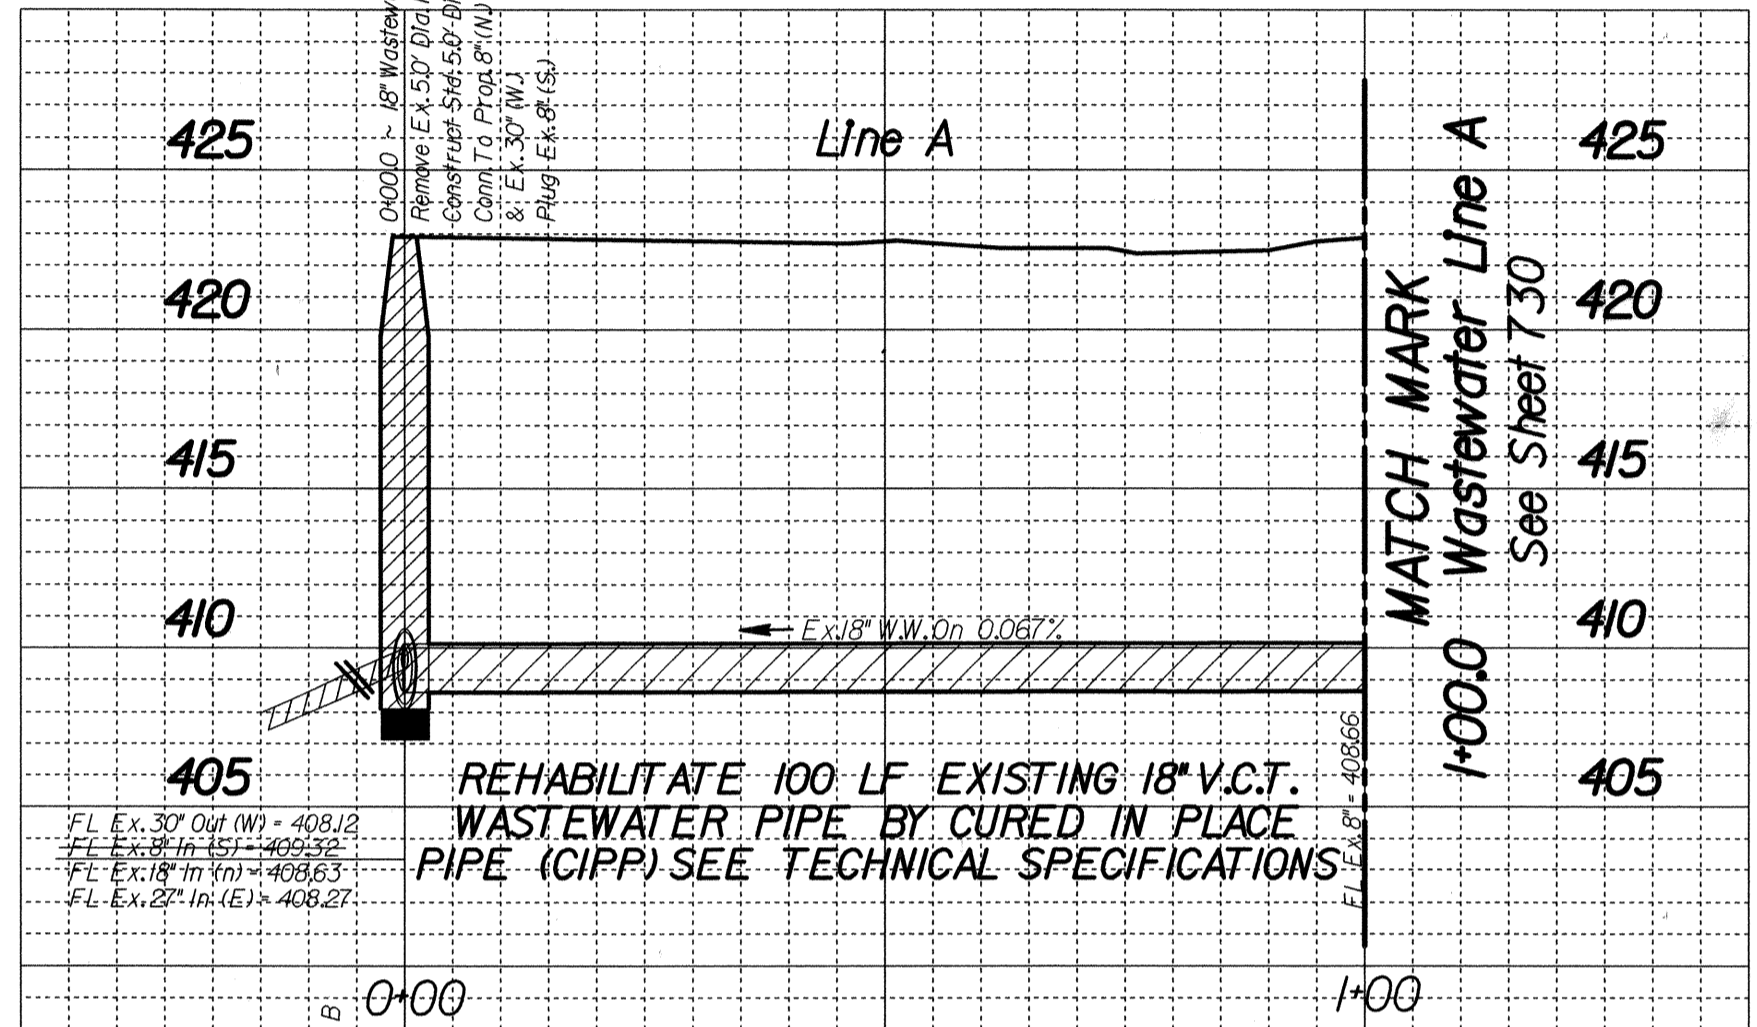 0+00.0 ~ 18" Wastew
Remove Ex. 5.0' Dia.
Construct Std. 5.0' Di
Conn. To Prop. 8" (N.)
& Ex. 30" (W.)
Plug Ex. 8" (S.)
Line A
425
420
415
410
405
425
420
415
410
405
MATCH MARK
1+00.0 Wastewater Line A
See Sheet 730
Ex. 18" W.W. On 0.067%
REHABILITATE 100 LF EXISTING 18" V.C.T.
WASTEWATER PIPE BY CURED IN PLACE
PIPE (CIPP) SEE TECHNICAL SPECIFICATIONS
FL Ex. 8" = 408.66
FL Ex. 30" Out (W) = 408.12
FL Ex. 8" In (S) = 409.32
FL Ex. 18" In (n) = 408.63
FL Ex. 27" In (E) = 408.27
B
0+00
1+00